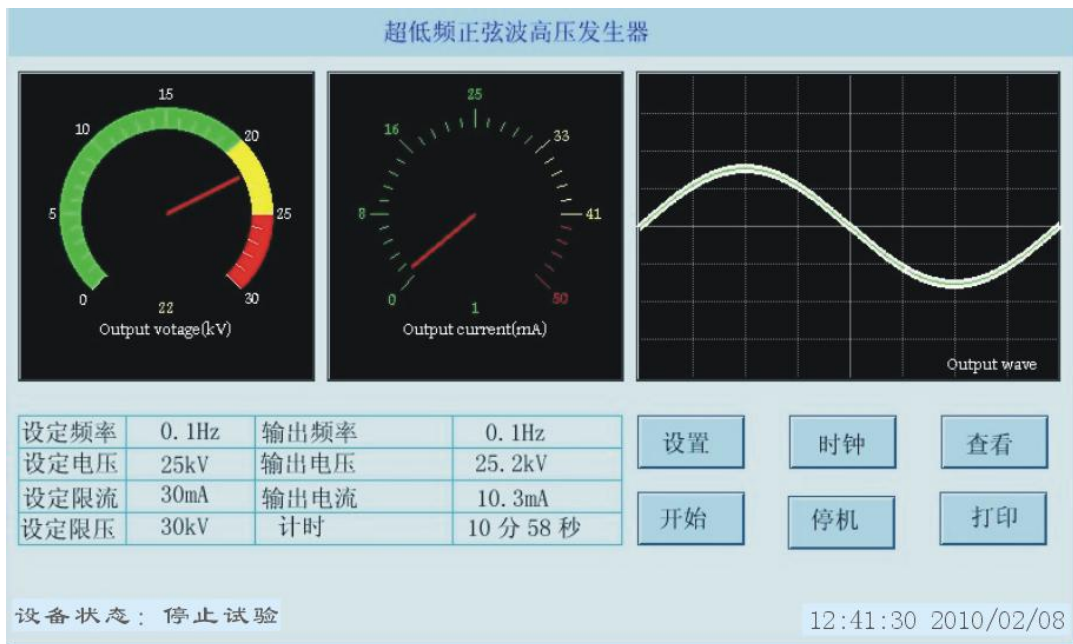 超低频正弦波高压发生器
15
10
20
5
25
0
22
30
Output votage(kV)
25
16
33
8
41
0
1
50
Output current(mA)
Output wave
设定频率 0.1Hz 输出频率 0.1Hz
设定电压 25kV 输出电压 25.2kV
设定限流 30mA 输出电流 10.3mA
设定限压 30kV 计时 10分58秒
设置 时钟 查看
开始 停机 打印
设备状态：停止试验
12:41:30 2010/02/08